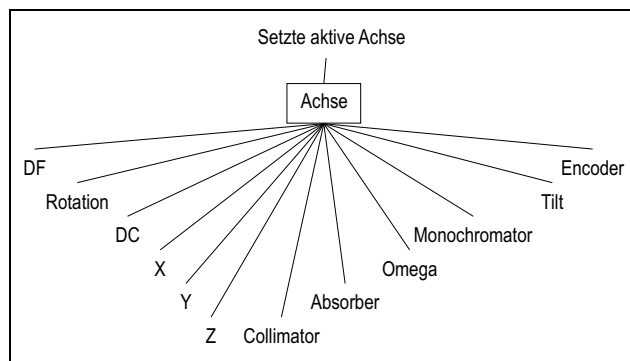 Setzte aktive Achse
Achse
DF
Encoder
Rotation
Tilt
DC
Monochromator
X
Omega
Y
Absorber
Z
Collimator